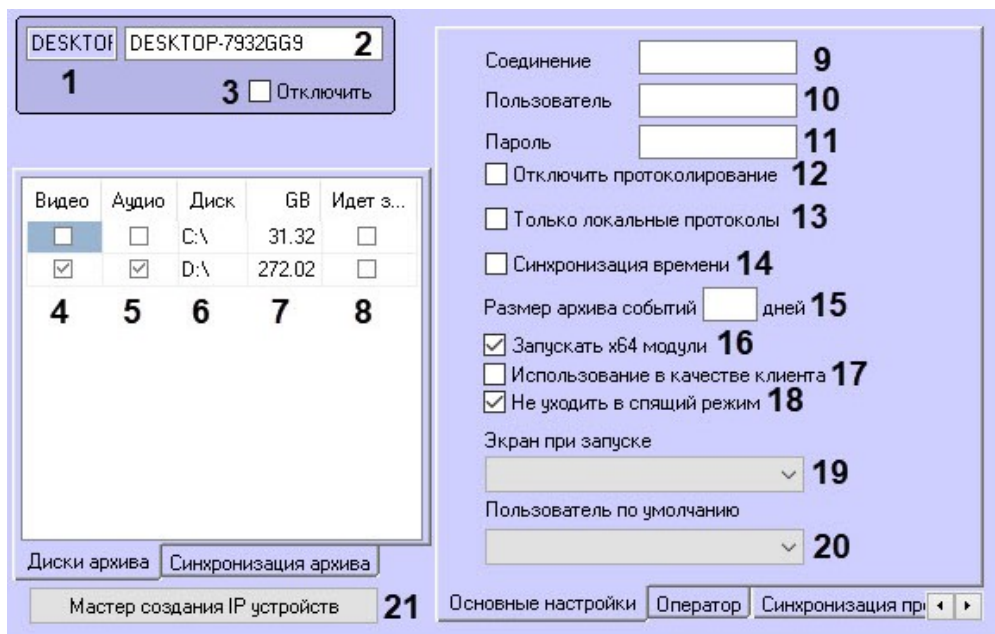 DESKTOP DESKTOP-7932GG9 2
1
3 Отключить
Видео Аудио Диск GB Идет з...
C:\ 31.32
D:\ 272.02
4 5 6 7 8
Диски архива Синхронизация архива
Мастер создания IP устройств 21
Соединение 9
Пользователь 10
Пароль 11
Отключить протоколирование 12
Только локальные протоколы 13
Синхронизация времени 14
Размер архива событий дней 15
Запускать x64 модули 16
Использование в качестве клиента 17
Не уходить в спящий режим 18
Экран при запуске
19
Пользователь по умолчанию
20
Основные настройки Оператор Синхронизация пр